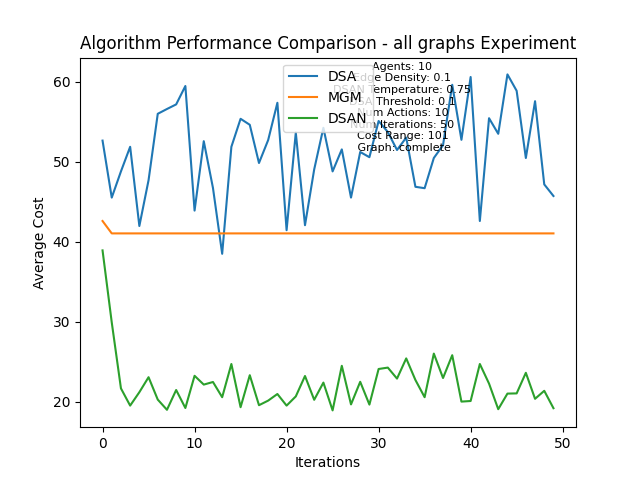 Algorithm Performance Comparison - all graphs Experiment
Agents: 10
Edge Density: 0.1
DSAN Temperature: 0.75
DSA Threshold: 0.1
Num Actions: 10
Num Iterations: 50
Cost Range: 101
Graph: complete
DSA
MGM
DSAN
Average Cost
60
50
40
30
20
0
10
20
30
40
50
Iterations